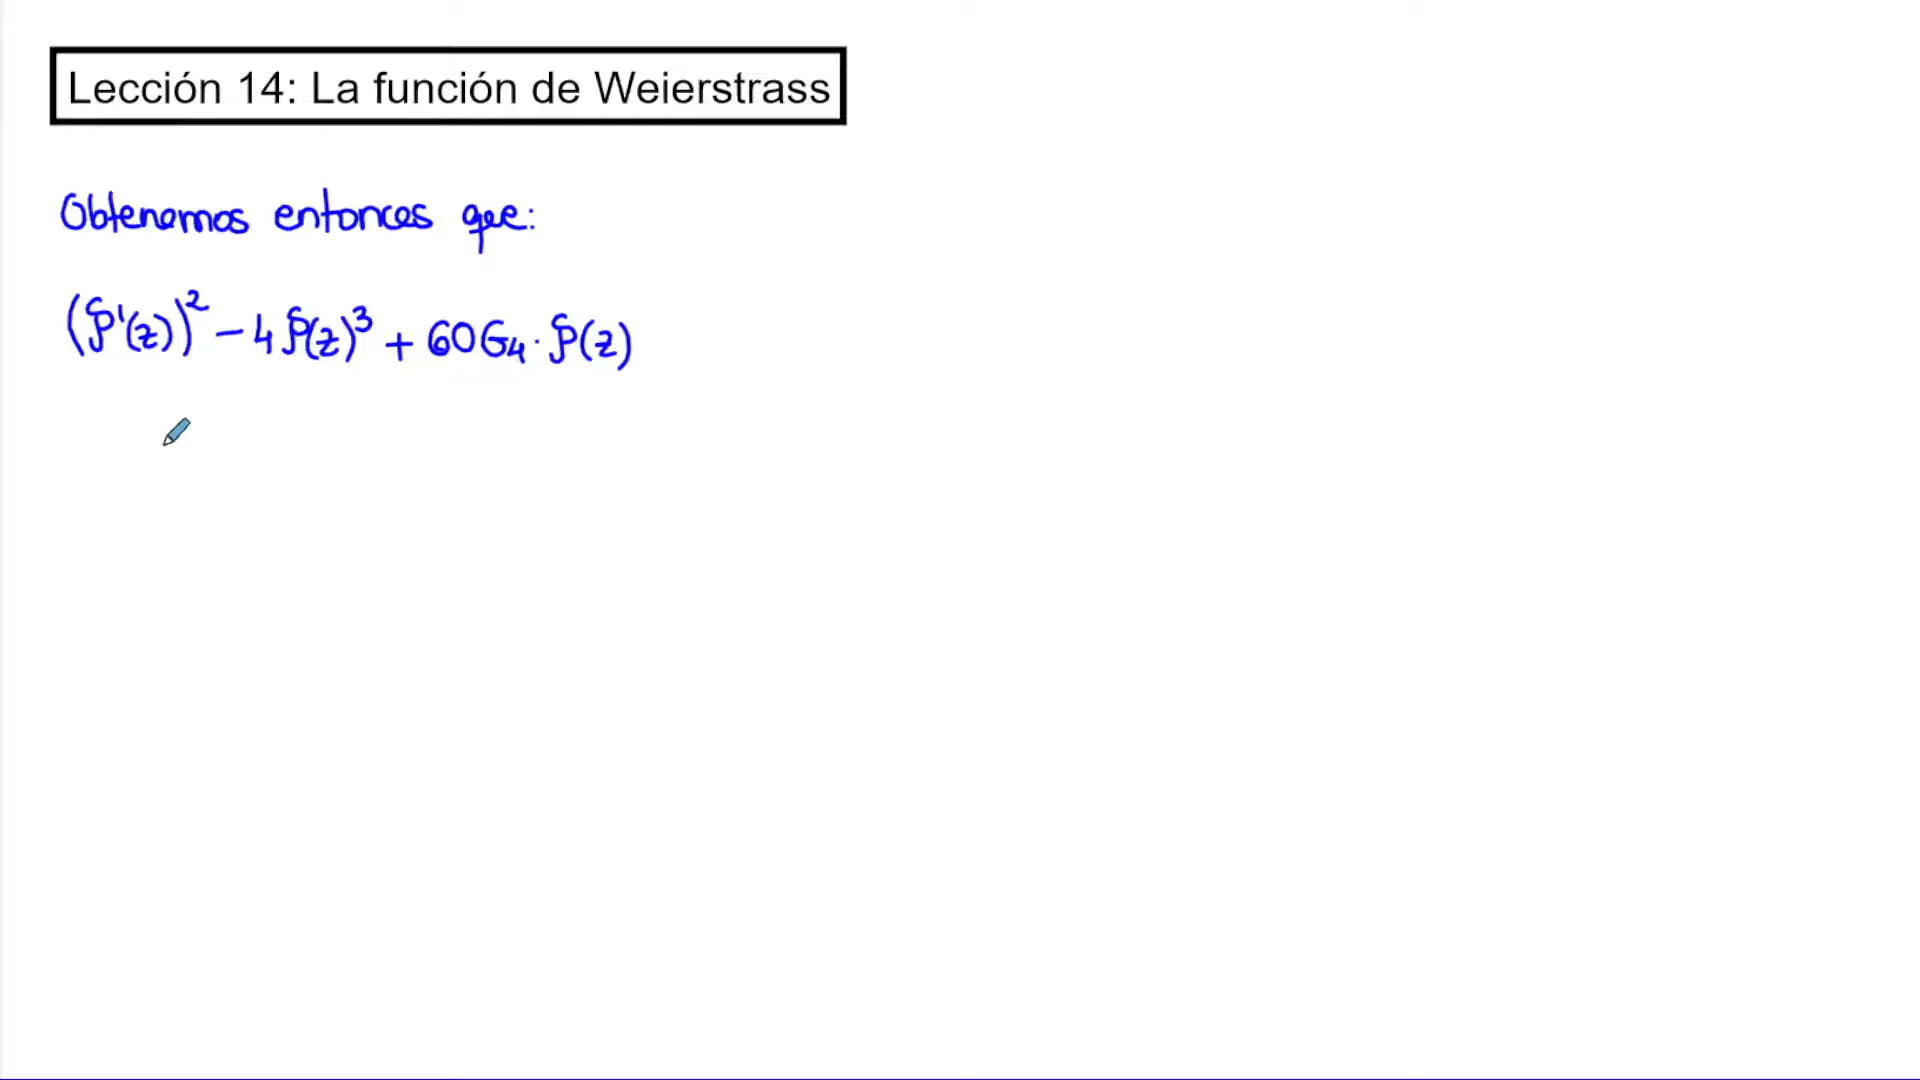 Lección 14: La función de Weierstrass
Obtenemos entonces que:
(℘'(z))² - 4℘(z)³ + 60G₄·℘(z)